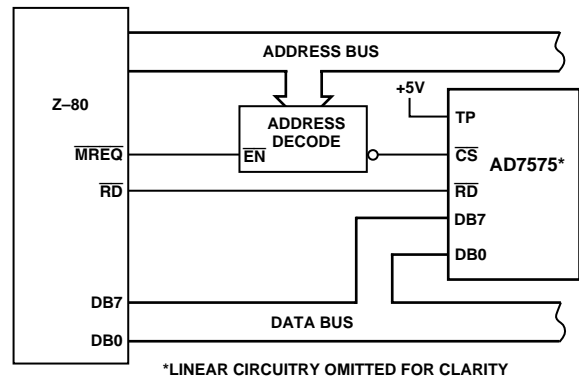 ADDRESS BUS
Z–80
+5V
TP
ADDRESS
DECODE
MREQ
EN
CS
AD7575*
RD
RD
DB7
DB0
DB7
DATA BUS
DB0
*LINEAR CIRCUITRY OMITTED FOR CLARITY